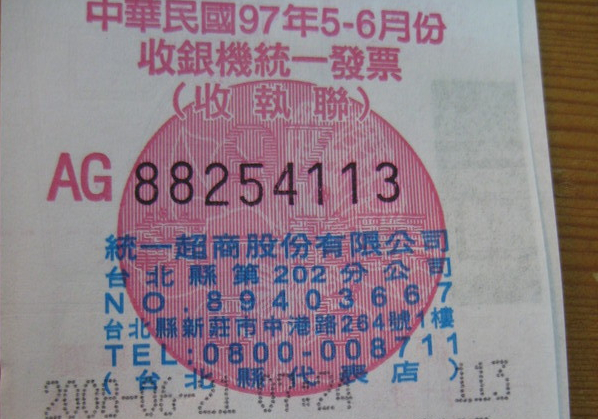 中華民國97年5-6月份
收銀機統一發票
(收執聯)
AG 88254113
統一超商股份有限公司
台北縣第202分公司
NO.89403667
台北縣新莊市中港路264號1樓
TEL:0800-008711
(台北縣代表店)
2008-06-21 07:24 113